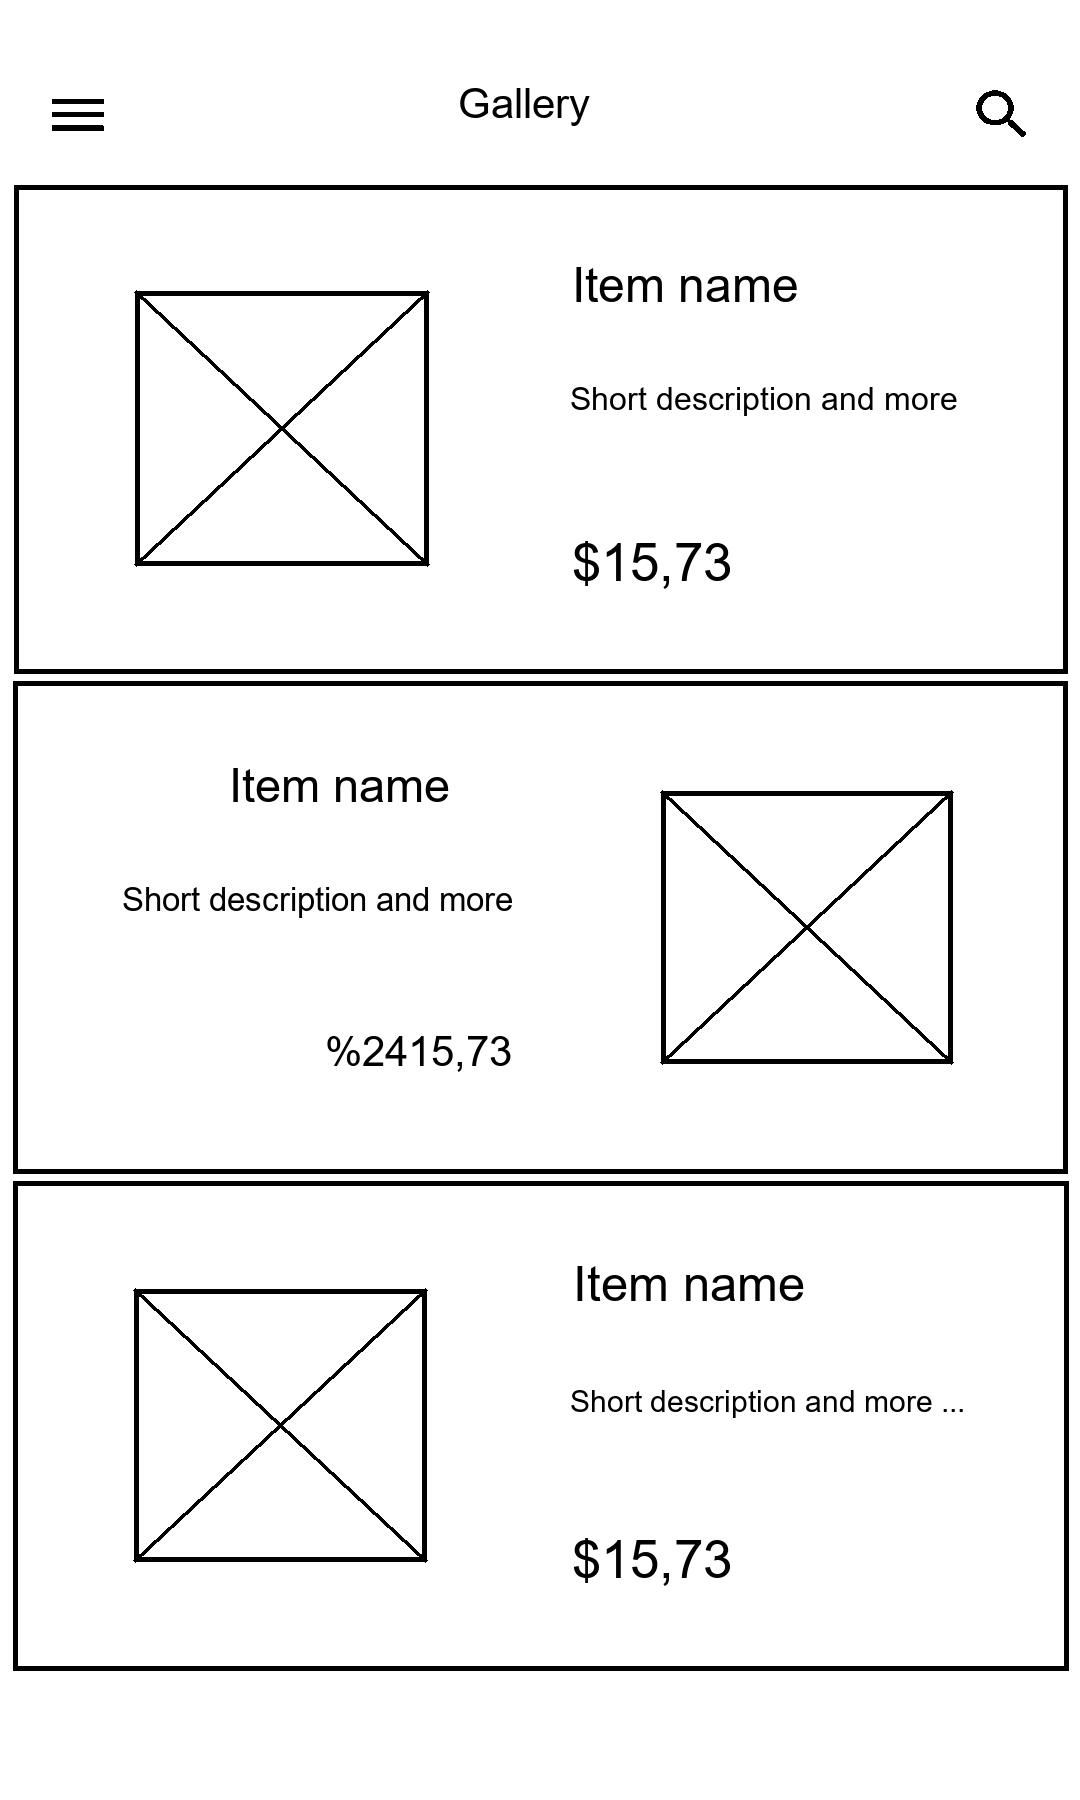 Gallery
Item name
Short description and more
$15,73
Item name
Short description and more
%2415,73
Item name
Short description and more ...
$15,73